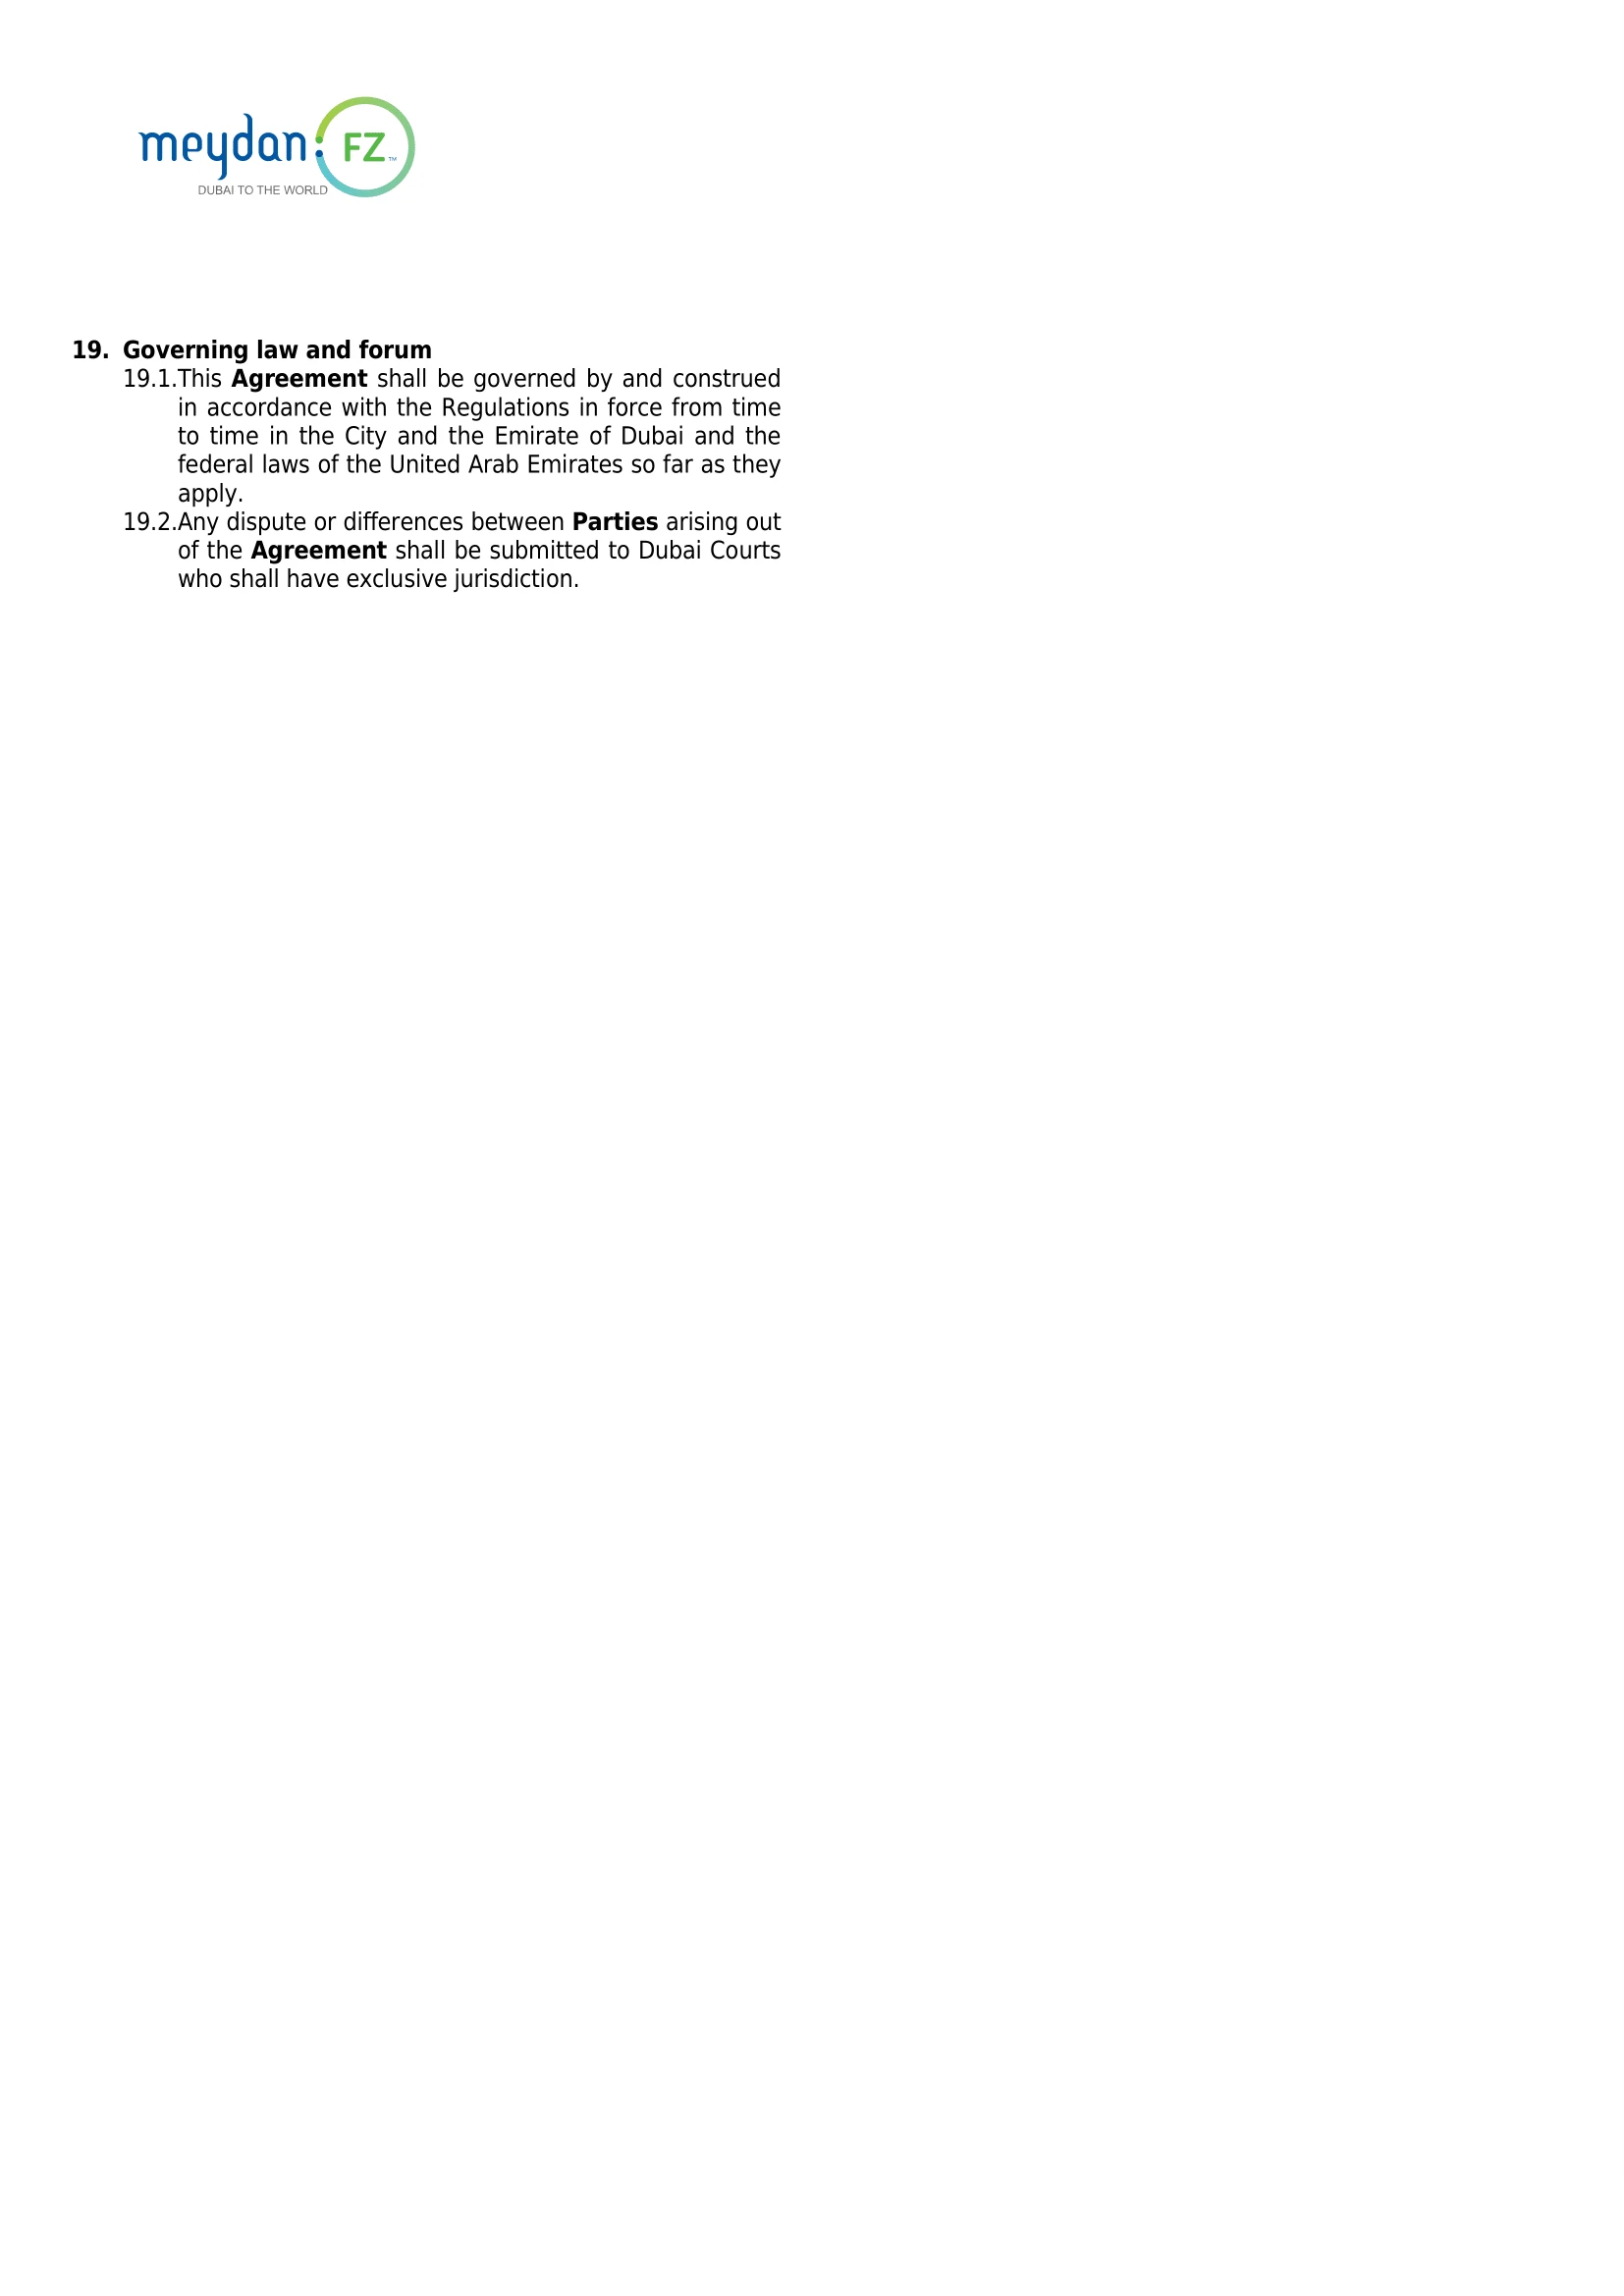 meydan FZ™
DUBAI TO THE WORLD
19. Governing law and forum
19.1.This Agreement shall be governed by and construed
in accordance with the Regulations in force from time
to time in the City and the Emirate of Dubai and the
federal laws of the United Arab Emirates so far as they
apply.
19.2.Any dispute or differences between Parties arising out
of the Agreement shall be submitted to Dubai Courts
who shall have exclusive jurisdiction.